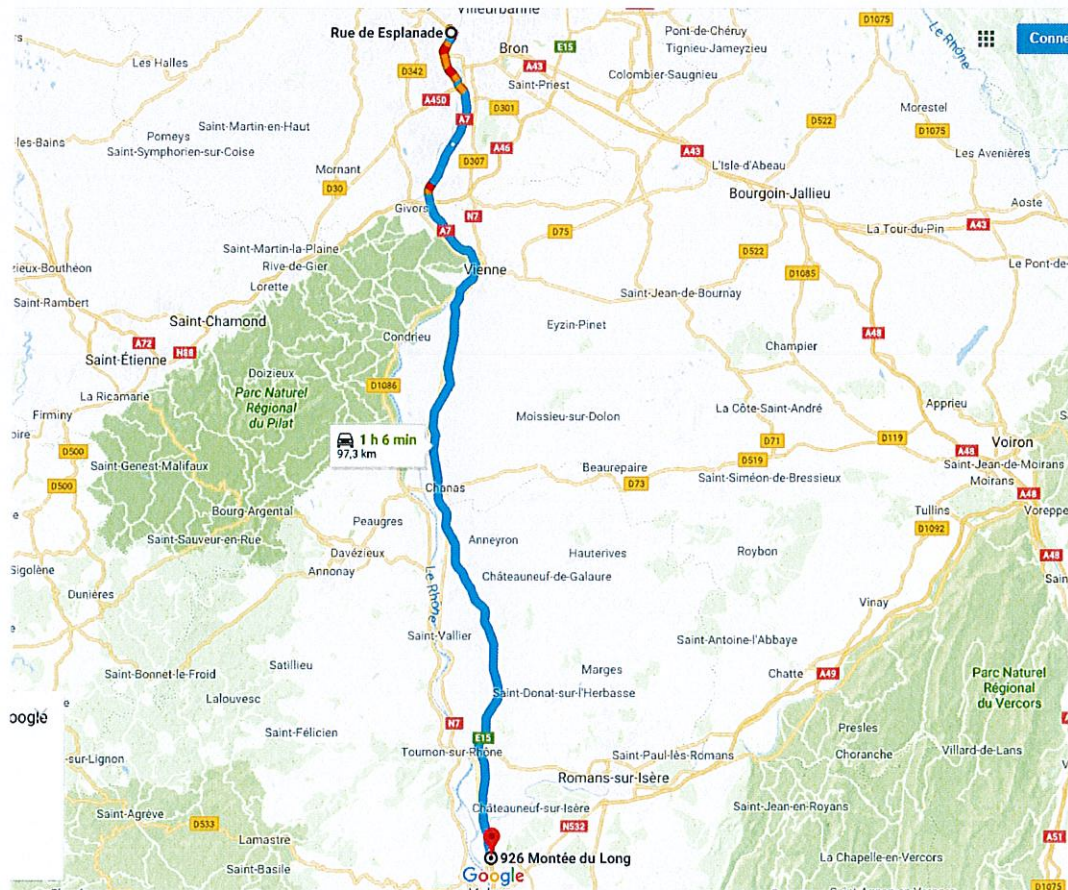 Villeurbanne
D1075
Rue de Esplanade
Pont-de-Chéruy
Tignieu-Jameyzieu
Le Rhône
Conne
Les Halles
D342
Bron
E15
A43
Saint-Priest
Colombier-Saugnieu
A450
D301
Morestel
A7
Saint-Martin-en-Haut
Pomeys
-les-Bains
Saint-Symphorien-sur-Coise
D522
D1075
A46
A43
Les Avenières
D307
Mornant
L'Isle-d'Abeau
D30
Bourgoin-Jallieu
Aoste
Givors
N7
A7
D75
La Tour-du-Pin
A43
Saint-Martin-la-Plaine
Rive-de-Gier
D522
zieux-Bouthéon
Vienne
D1085
Le Pont-de-
Lorette
Saint-Rambert
Saint-Jean-de-Bournay
Saint-Chamond
Eyzin-Pinet
A48
A72
N88
Condrieu
Champier
Saint-Étienne
Doizieux
D1086
La Ricamarie
Parc Naturel
Régional
du Pilat
Firminy
Moissieu-sur-Dolon
La Côte-Saint-André
Apprieu
1 h 6 min
97,3 km
D71
D119
Voiron
D500
A48
Saint-Genest-Malifaux
Beaurepaire
D519
Saint-Jean-de-Moirans
Moirans
D500
Chanas
D73
Saint-Siméon-de-Bressieux
A48
Bourg-Argental
Tullins
Voreppe
Peaugres
D1092
Saint-Sauveur-en-Rue
Anneyron
Davézieux
Hauterives
Roybon
A48
Annonay
Sigolène
Châteauneuf-de-Galaure
Saint
Dunières
Le Rhône
Vinay
Saint-Vallier
Saint-Antoine-l'Abbaye
Satillieu
Saint-Bonnet-le-Froid
Marges
Chatte
A49
Parc Naturel
Régional
du Vercors
Lalouvesc
Saint-Donat-sur-l'Herbasse
oogle
N7
Saint-Félicien
E15
Presles
Tournon-sur-Rhône
Saint-Paul-lès-Romans
Choranche
Villard-de-Lans
-sur-Lignon
Romans-sur-Isère
Saint-Agrève
Châteauneuf-sur-Isère
Saint-Jean-en-Royans
D533
N532
A51
Lamastre
926 Montée du Long
La Chapelle-en-Vercors
Saint-Basile
Google
D1075